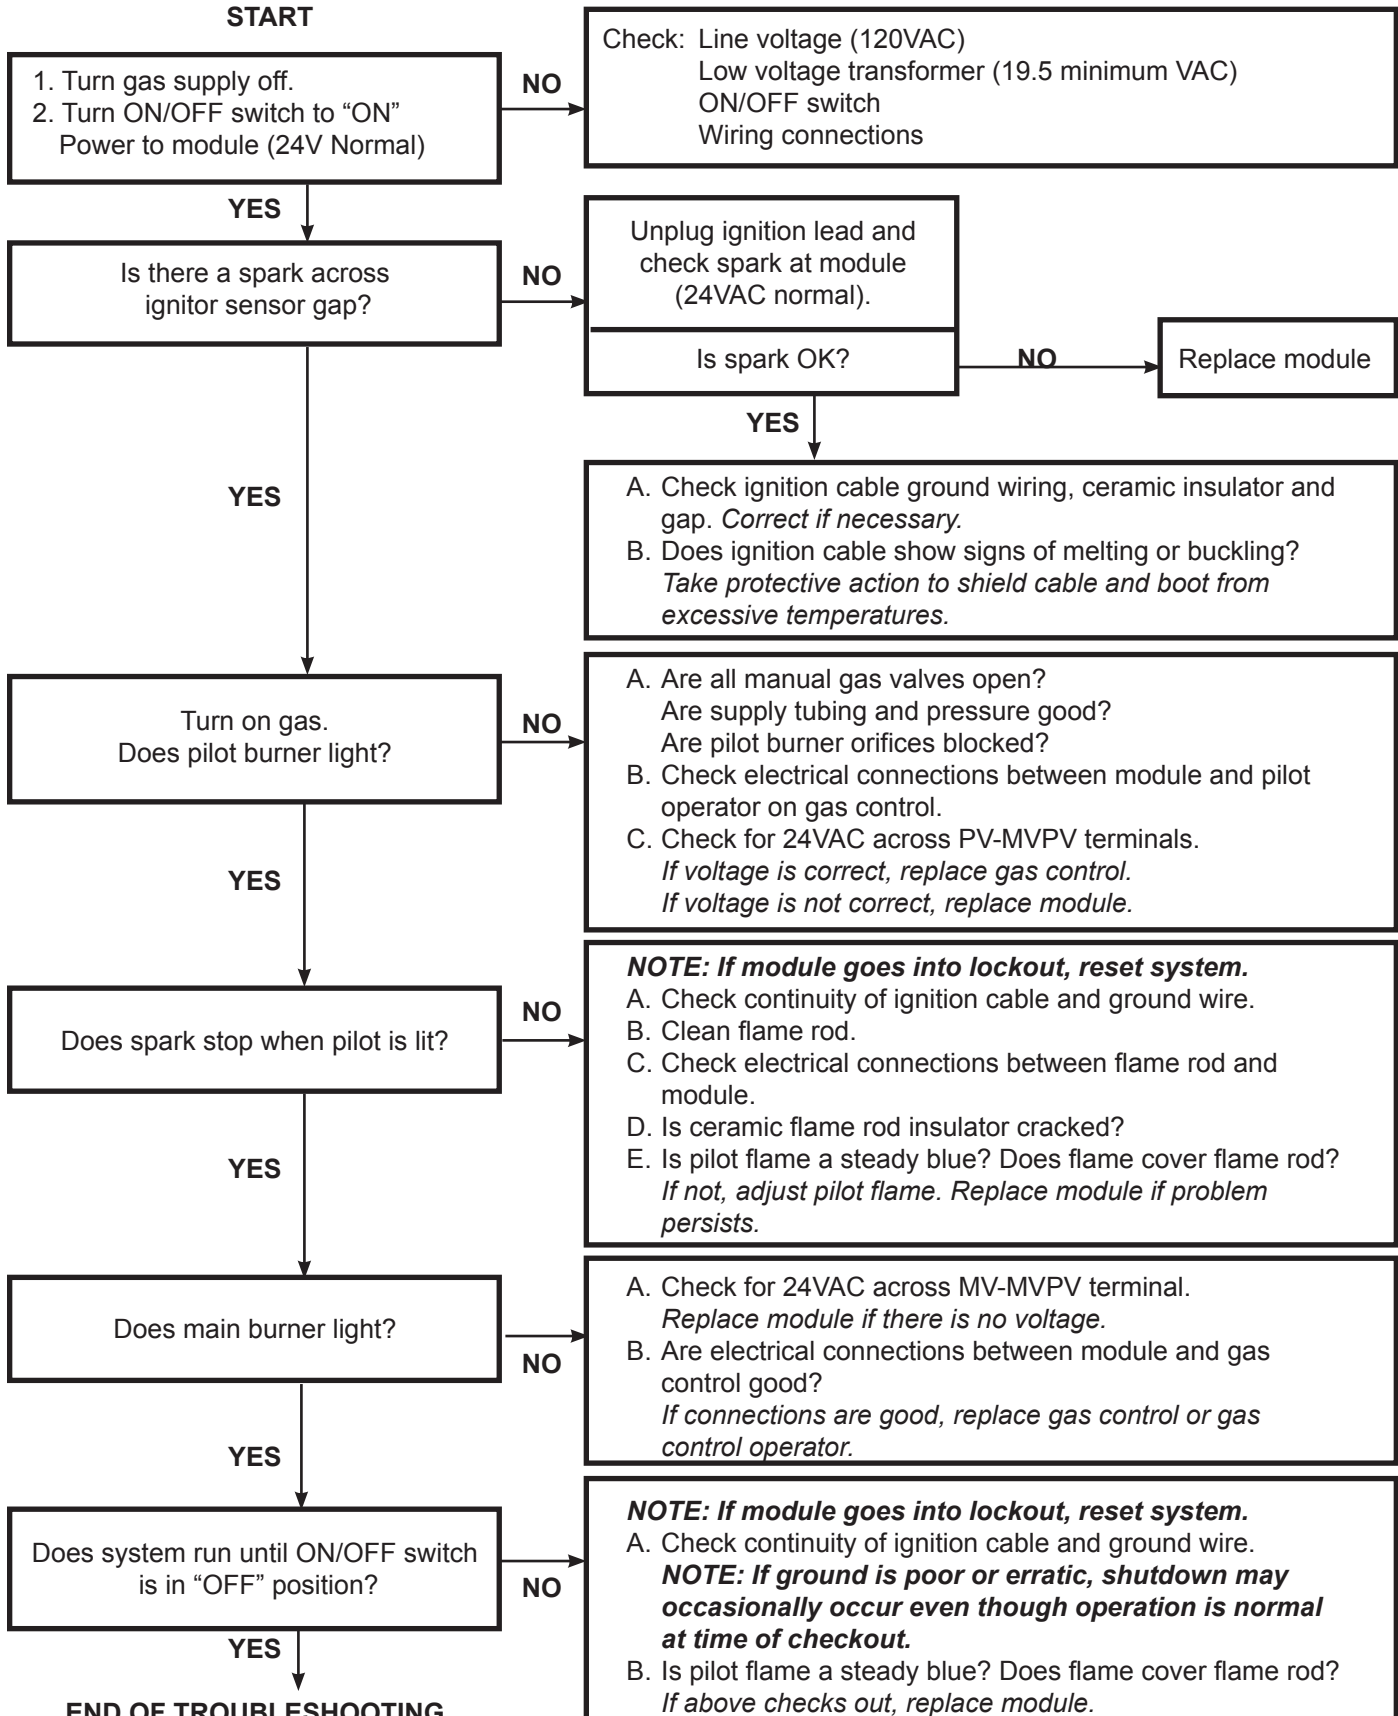 START
1. Turn gas supply off.
2. Turn ON/OFF switch to “ON”
Power to module (24V Normal)
NO
Check: Line voltage (120VAC)
Low voltage transformer (19.5 minimum VAC)
ON/OFF switch
Wiring connections
YES
Is there a spark across
ignitor sensor gap?
NO
Unplug ignition lead and
check spark at module
(24VAC normal).
Is spark OK?
NO
Replace module
YES
A. Check ignition cable ground wiring, ceramic insulator and
gap. Correct if necessary.
B. Does ignition cable show signs of melting or buckling?
Take protective action to shield cable and boot from
excessive temperatures.
YES
Turn on gas.
Does pilot burner light?
NO
A. Are all manual gas valves open?
Are supply tubing and pressure good?
Are pilot burner orifices blocked?
B. Check electrical connections between module and pilot
operator on gas control.
C. Check for 24VAC across PV-MVPV terminals.
If voltage is correct, replace gas control.
If voltage is not correct, replace module.
YES
Does spark stop when pilot is lit?
NO
NOTE: If module goes into lockout, reset system.
A. Check continuity of ignition cable and ground wire.
B. Clean flame rod.
C. Check electrical connections between flame rod and
module.
D. Is ceramic flame rod insulator cracked?
E. Is pilot flame a steady blue? Does flame cover flame rod?
If not, adjust pilot flame. Replace module if problem
persists.
YES
Does main burner light?
NO
A. Check for 24VAC across MV-MVPV terminal.
Replace module if there is no voltage.
B. Are electrical connections between module and gas
control good?
If connections are good, replace gas control or gas
control operator.
YES
Does system run until ON/OFF switch
is in “OFF” position?
NO
NOTE: If module goes into lockout, reset system.
A. Check continuity of ignition cable and ground wire.
NOTE: If ground is poor or erratic, shutdown may
occasionally occur even though operation is normal
at time of checkout.
B. Is pilot flame a steady blue? Does flame cover flame rod?
If above checks out, replace module.
YES
END OF TROUBLESHOOTING